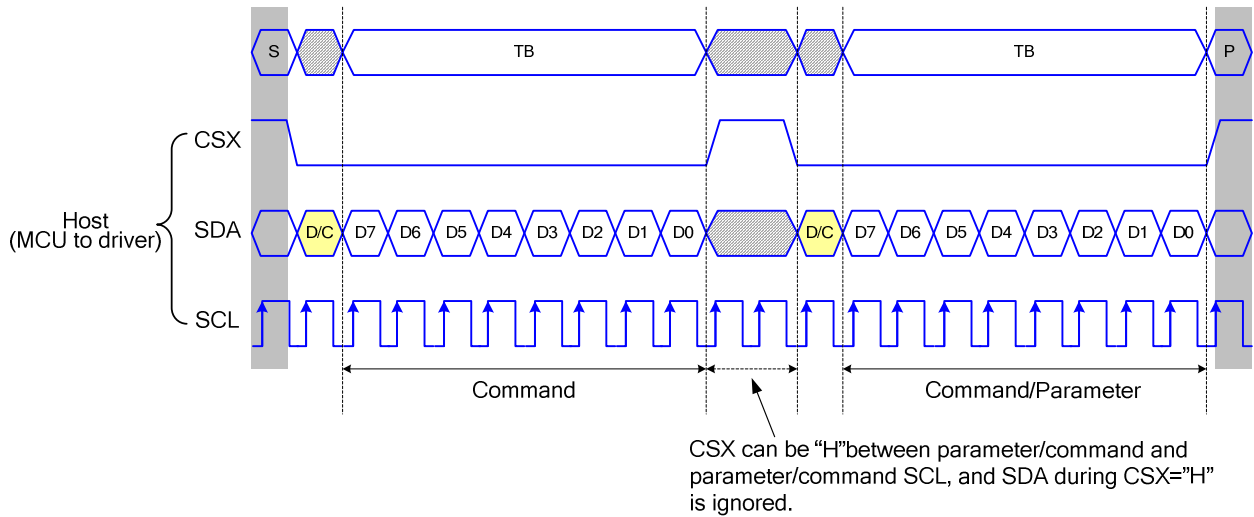 S TB TB P
CSX
Host
(MCU to driver)
SDA D/C D7 D6 D5 D4 D3 D2 D1 D0 D/C D7 D6 D5 D4 D3 D2 D1 D0
SCL
Command Command/Parameter
CSX can be “H”between parameter/command and
parameter/command SCL, and SDA during CSX=”H”
is ignored.